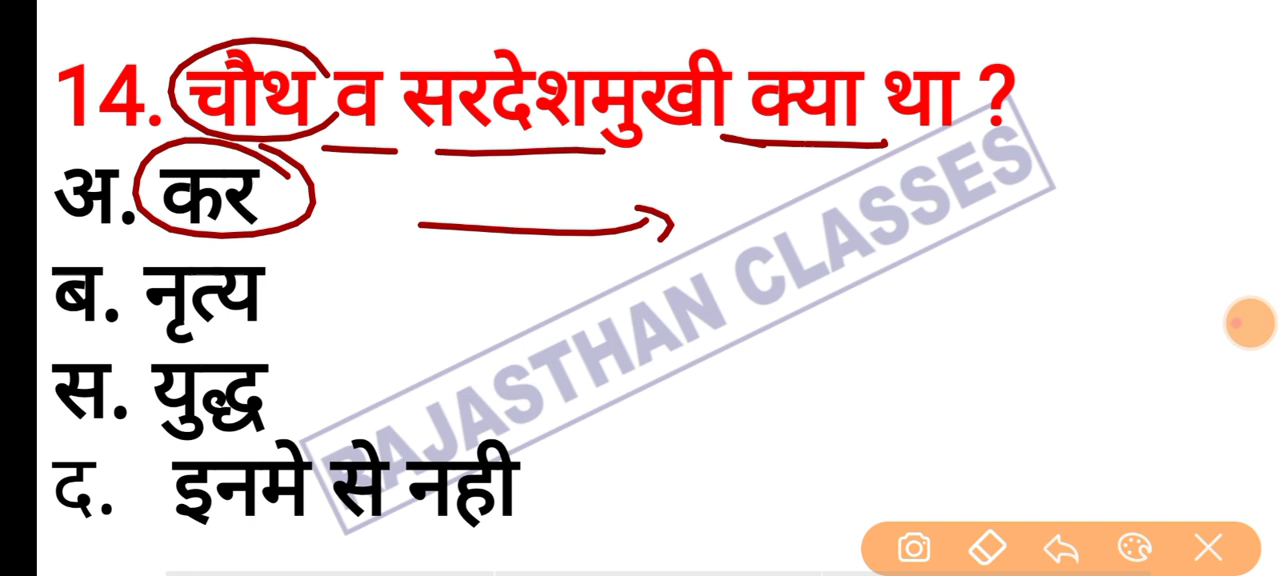 14. चौथ व सरदेशमुखी क्या था ?
अ. कर
ब. नृत्य
स. युद्ध
द. इनमे से नही
RAJASTHAN CLASSES